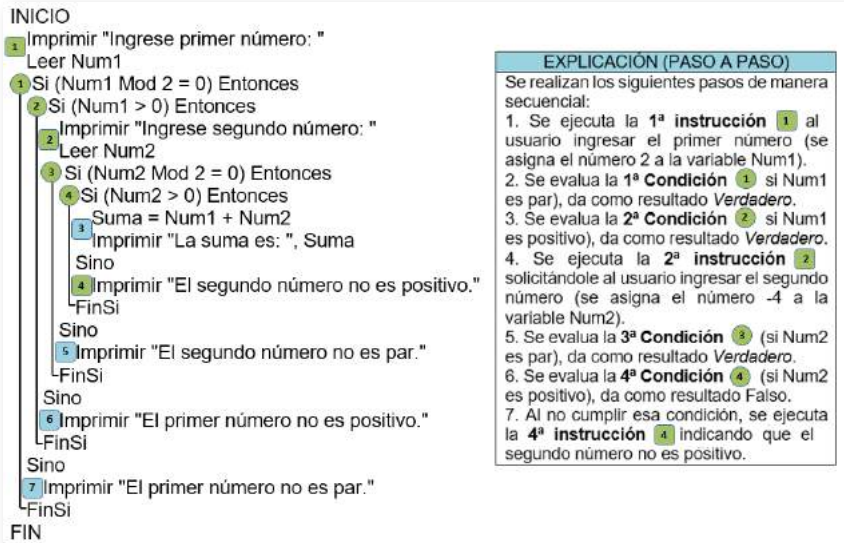 INICIO
1 Imprimir "Ingrese primer número: "
Leer Num1
1 Si (Num1 Mod 2 = 0) Entonces
2 Si (Num1 > 0) Entonces
Imprimir "Ingrese segundo número: "
2 Leer Num2
3 Si (Num2 Mod 2 = 0) Entonces
4 Si (Num2 > 0) Entonces
Suma = Num1 + Num2
3 Imprimir "La suma es: ", Suma
Sino
4 Imprimir "El segundo número no es positivo."
FinSi
Sino
5 Imprimir "El segundo número no es par."
FinSi
Sino
6 Imprimir "El primer número no es positivo."
FinSi
Sino
7 Imprimir "El primer número no es par."
FinSi
FIN
EXPLICACIÓN (PASO A PASO)
Se realizan los siguientes pasos de manera
secuencial:
1. Se ejecuta la 1ª instrucción 1 al
usuario ingresar el primer número (se
asigna el número 2 a la variable Num1).
2. Se evalua la 1ª Condición 1 si Num1
es par), da como resultado Verdadero.
3. Se evalua la 2ª Condición 2 si Num1
es positivo), da como resultado Verdadero.
4. Se ejecuta la 2ª instrucción 2
solicitándole al usuario ingresar el segundo
número (se asigna el número -4 a la
variable Num2).
5. Se evalua la 3ª Condición 3 (si Num2
es par), da como resultado Verdadero.
6. Se evalua la 4ª Condición 4 (si Num2
es positivo), da como resultado Falso.
7. Al no cumplir esa condición, se ejecuta
la 4ª instrucción 4 indicando que el
segundo número no es positivo.